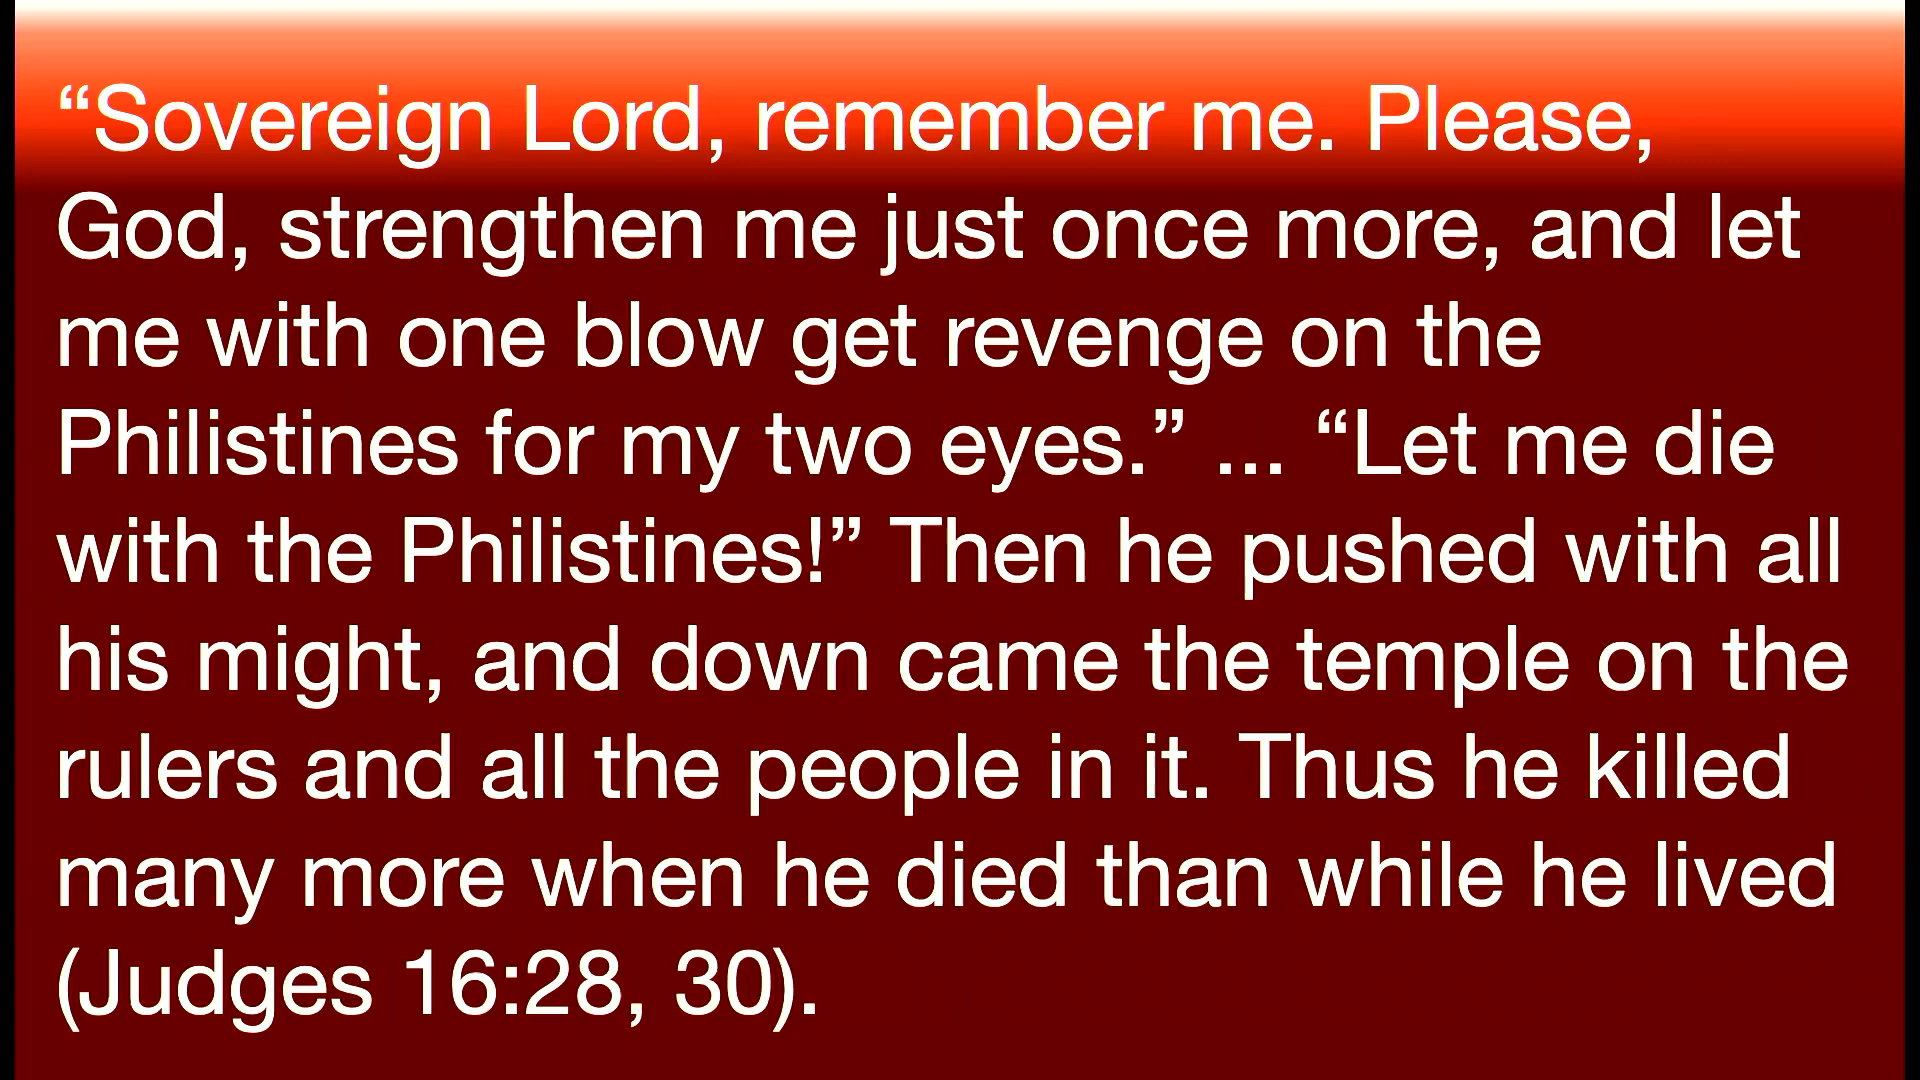 “Sovereign Lord, remember me. Please,
God, strengthen me just once more, and let
me with one blow get revenge on the
Philistines for my two eyes.” ... “Let me die
with the Philistines!” Then he pushed with all
his might, and down came the temple on the
rulers and all the people in it. Thus he killed
many more when he died than while he lived
(Judges 16:28, 30).